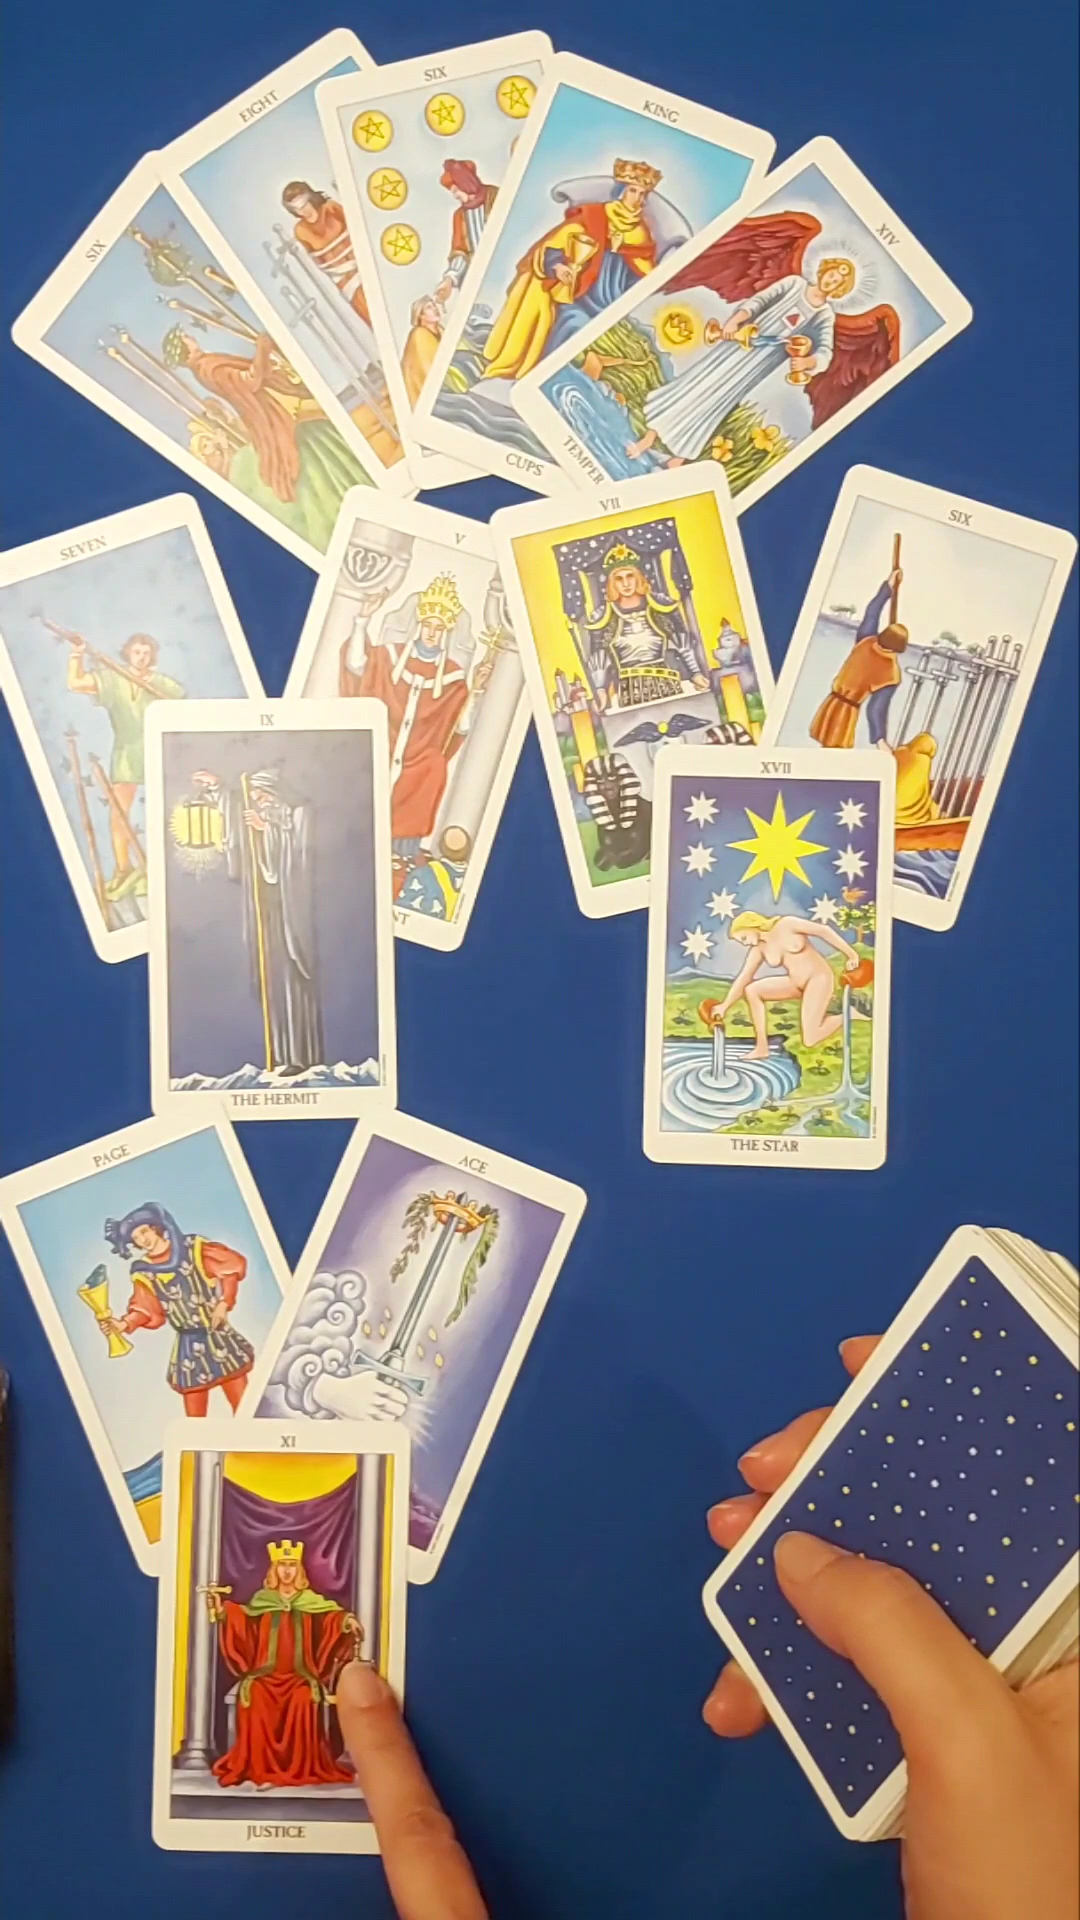 SIX
EIGHT
SIX
KING
XIV
CUPS
TEMPER
SEVEN
V
VII
SIX
IX
THE HERMIT
XVII
THE STAR
PAGE
ACE
XI
JUSTICE